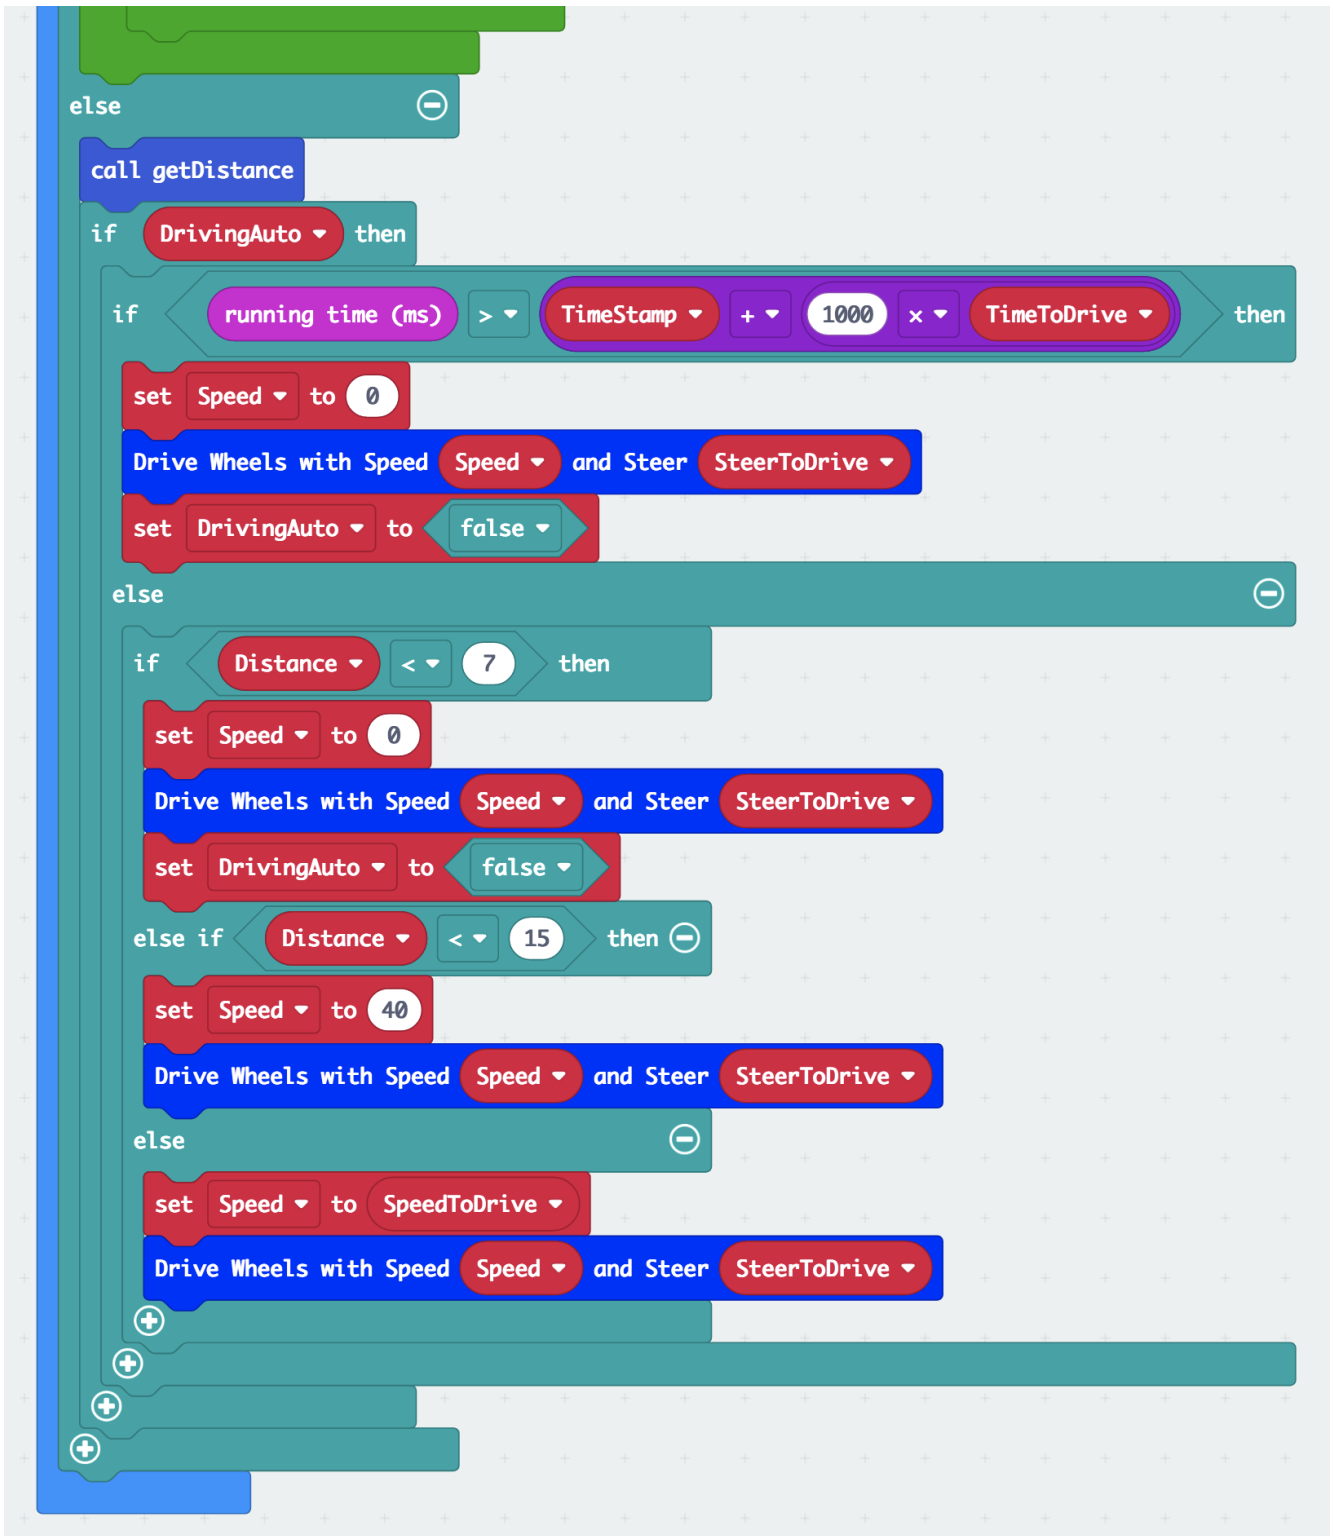 else
call getDistance
if DrivingAuto then
if running time (ms) > TimeStamp + 1000 × TimeToDrive then
set Speed to 0
Drive Wheels with Speed Speed and Steer SteerToDrive
set DrivingAuto to false
else
if Distance < 7 then
set Speed to 0
Drive Wheels with Speed Speed and Steer SteerToDrive
set DrivingAuto to false
else if Distance < 15 then
set Speed to 40
Drive Wheels with Speed Speed and Steer SteerToDrive
else
set Speed to SpeedToDrive
Drive Wheels with Speed Speed and Steer SteerToDrive